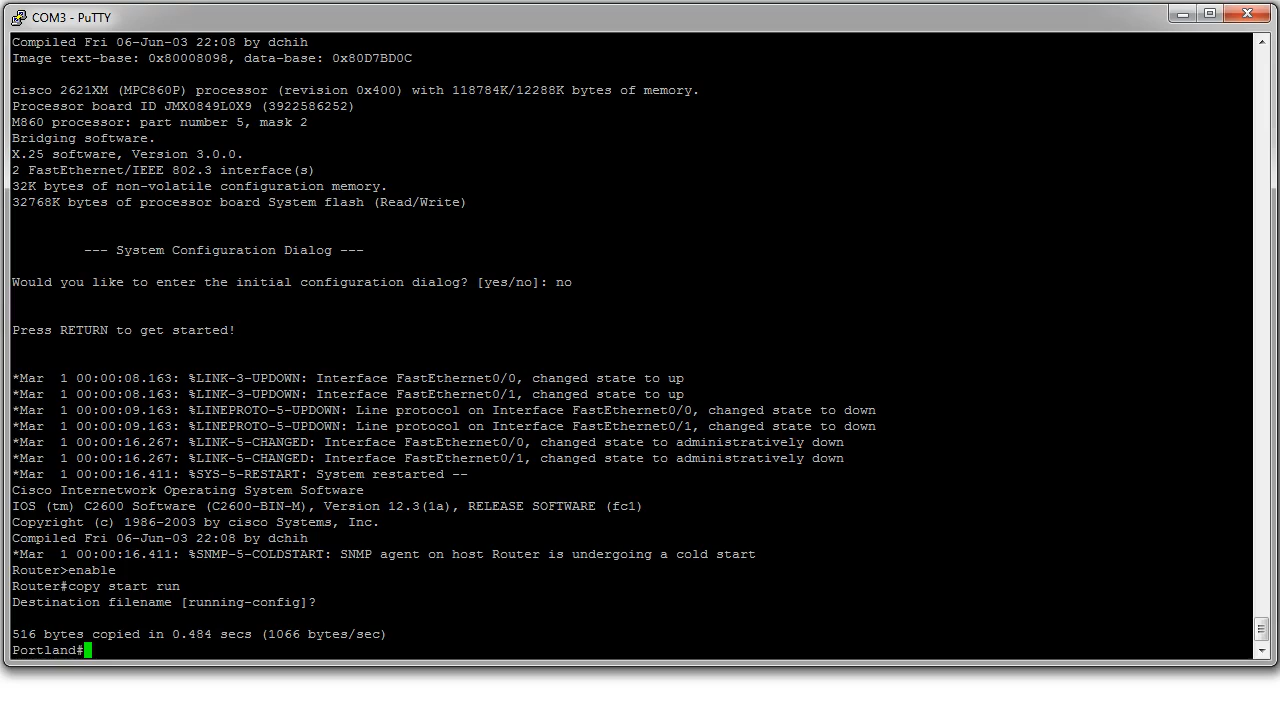 COM3 - PuTTY
Compiled Fri 06-Jun-03 22:08 by dchih
Image text-base: 0x80008098, data-base: 0x80D7BD0C
cisco 2621XM (MPC860P) processor (revision 0x400) with 118784K/12288K bytes of memory.
Processor board ID JMX0849L0X9 (3922586252)
M860 processor: part number 5, mask 2
Bridging software.
X.25 software, Version 3.0.0.
2 FastEthernet/IEEE 802.3 interface(s)
32K bytes of non-volatile configuration memory.
32768K bytes of processor board System flash (Read/Write)
--- System Configuration Dialog ---
Would you like to enter the initial configuration dialog? [yes/no]: no
Press RETURN to get started!
*Mar  1 00:00:08.163: %LINK-3-UPDOWN: Interface FastEthernet0/0, changed state to up
*Mar  1 00:00:08.163: %LINK-3-UPDOWN: Interface FastEthernet0/1, changed state to up
*Mar  1 00:00:09.163: %LINEPROTO-5-UPDOWN: Line protocol on Interface FastEthernet0/0, changed state to down
*Mar  1 00:00:09.163: %LINEPROTO-5-UPDOWN: Line protocol on Interface FastEthernet0/1, changed state to down
*Mar  1 00:00:16.267: %LINK-5-CHANGED: Interface FastEthernet0/0, changed state to administratively down
*Mar  1 00:00:16.267: %LINK-5-CHANGED: Interface FastEthernet0/1, changed state to administratively down
*Mar  1 00:00:16.411: %SYS-5-RESTART: System restarted --
Cisco Internetwork Operating System Software
IOS (tm) C2600 Software (C2600-BIN-M), Version 12.3(1a), RELEASE SOFTWARE (fc1)
Copyright (c) 1986-2003 by cisco Systems, Inc.
Compiled Fri 06-Jun-03 22:08 by dchih
*Mar  1 00:00:16.411: %SNMP-5-COLDSTART: SNMP agent on host Router is undergoing a cold start
Router>enable
Router#copy start run
Destination filename [running-config]?
516 bytes copied in 0.484 secs (1066 bytes/sec)
Portland#